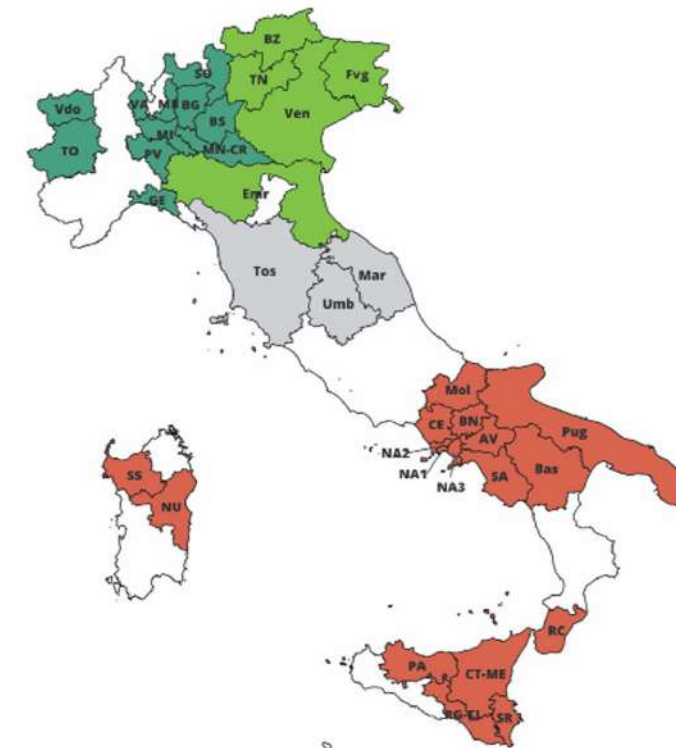 BZ
SO
TN
Fvg
Vdo
VA
MB
BG
Ven
BS
TO
MI
PV
MN-CR
Emr
GE
Tos
Mar
Umb
Mol
CE
BN
AV
Pug
NA2
NA1
NA3
SA
Bas
SS
NU
RC
PA
CT-ME
SR